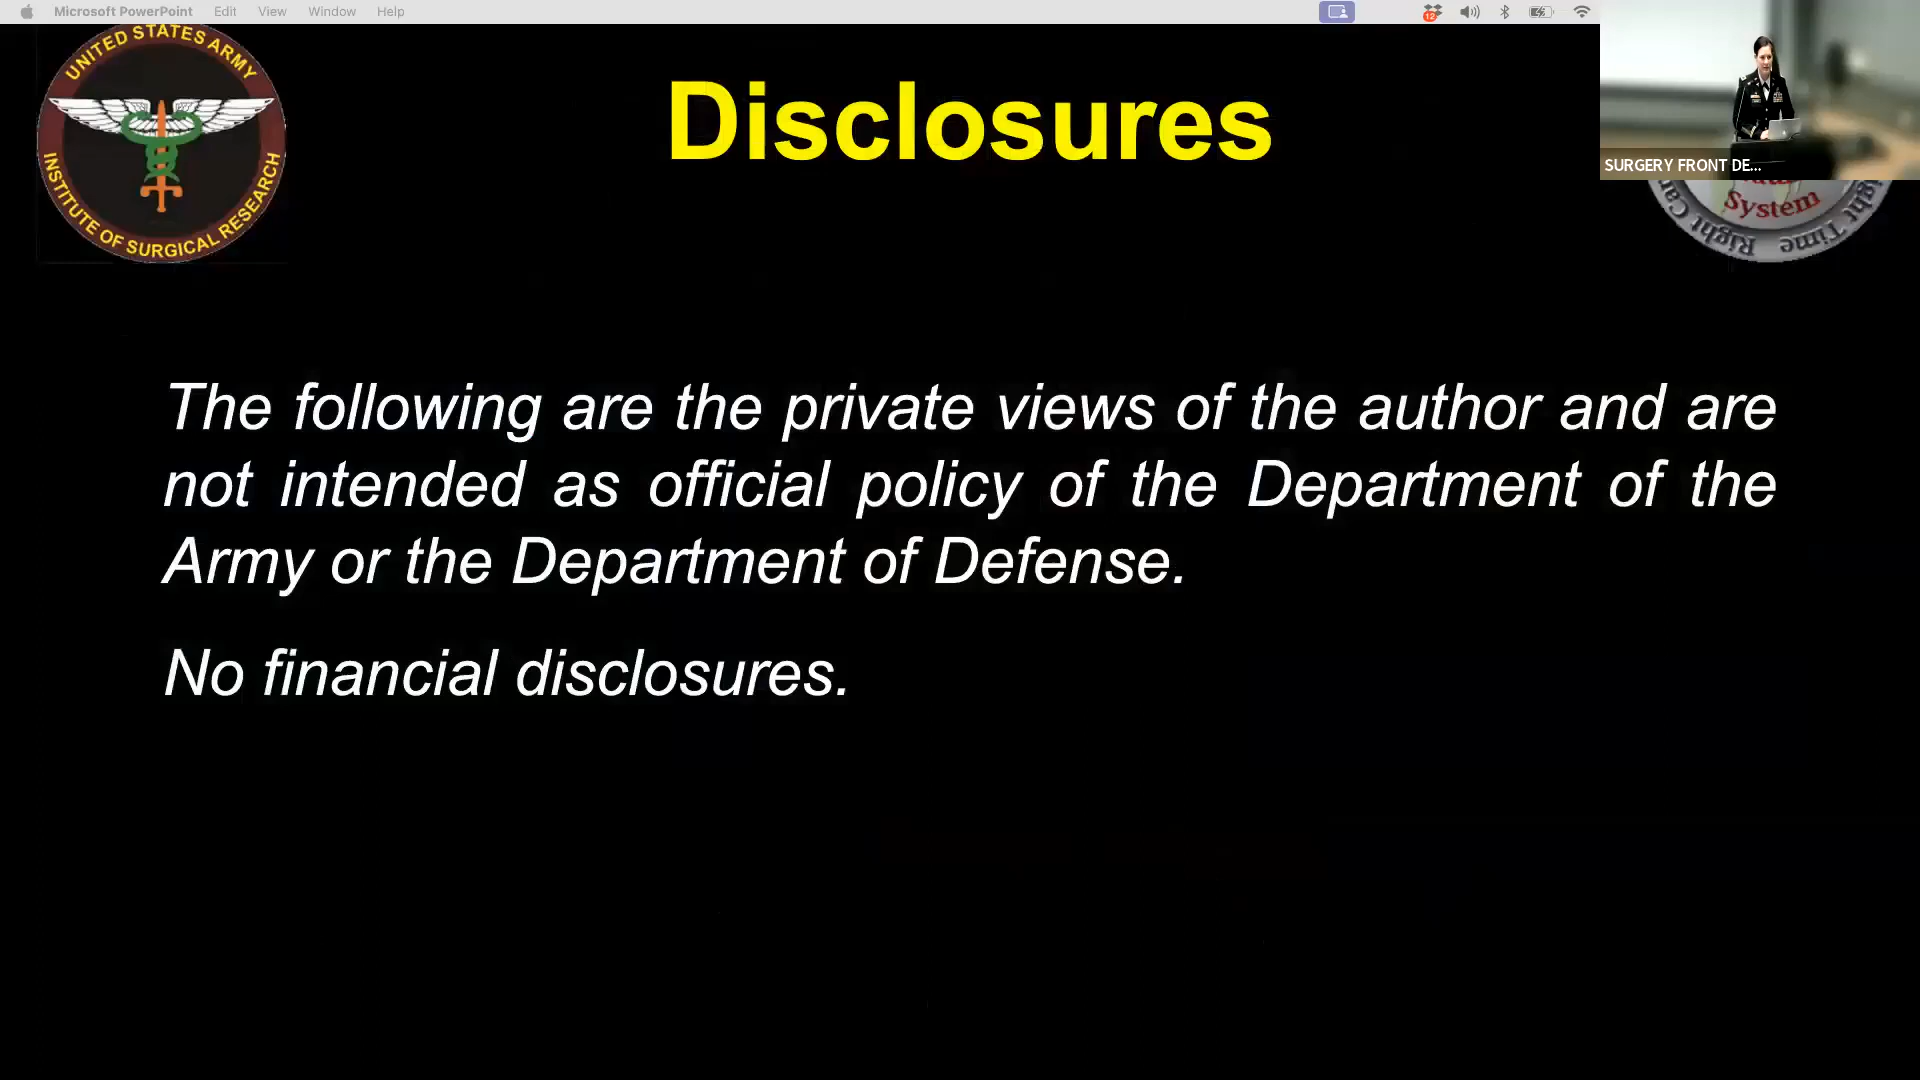 Microsoft PowerPoint Edit View Window Help
12
UNITED STATES ARMY
INSTITUTE OF SURGICAL RESEARCH
Disclosures
SURGERY FRONT DE...
System
Right Time
Right
The following are the private views of the author and are
not intended as official policy of the Department of the
Army or the Department of Defense.
No financial disclosures.